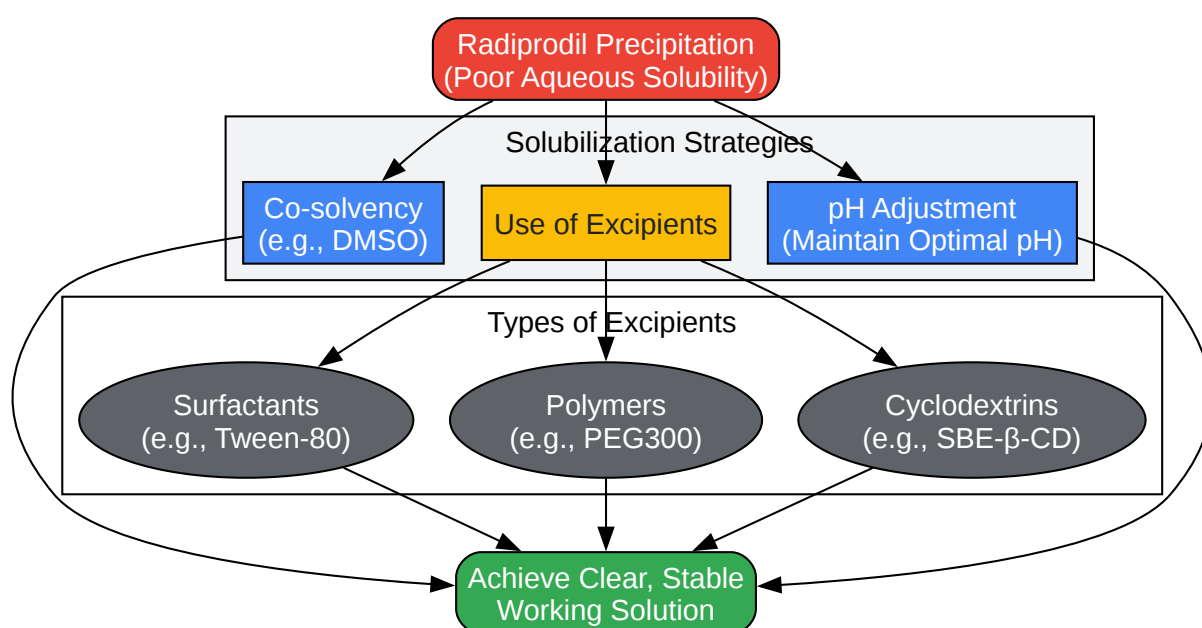 Radiprodil Precipitation
(Poor Aqueous Solubility)
Solubilization Strategies
Co-solvency
(e.g., DMSO)
Use of Excipients
pH Adjustment
(Maintain Optimal pH)
Types of Excipients
Surfactants
(e.g., Tween-80)
Polymers
(e.g., PEG300)
Cyclodextrins
(e.g., SBE-β-CD)
Achieve Clear, Stable
Working Solution